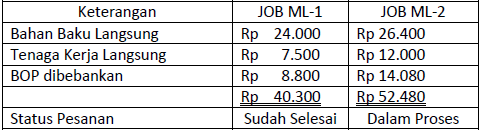 Keterangan JOB ML-1 JOB ML-2
Bahan Baku Langsung Rp 24.000 Rp 26.400
Tenaga Kerja Langsung Rp 7.500 Rp 12.000
BOP dibebankan Rp 8.800 Rp 14.080
Rp 40.300 Rp 52.480
Status Pesanan Sudah Selesai Dalam Proses